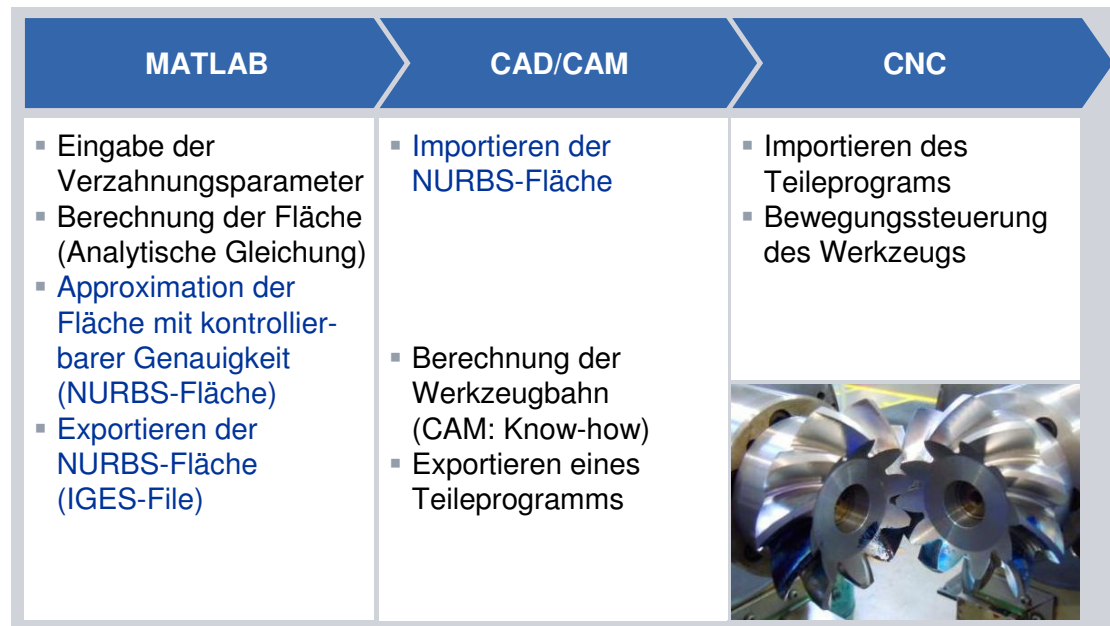 MATLAB
CAD/CAM
CNC
▪ Eingabe der
Verzahnungsparameter
▪ Berechnung der Fläche
(Analytische Gleichung)
▪ Approximation der
Fläche mit kontrollier-
barer Genauigkeit
(NURBS-Fläche)
▪ Exportieren der
NURBS-Fläche
(IGES-File)
▪ Importieren der
NURBS-Fläche
▪ Berechnung der
Werkzeugbahn
(CAM: Know-how)
▪ Exportieren eines
Teileprogramms
▪ Importieren des
Teileprograms
▪ Bewegungssteuerung
des Werkzeugs